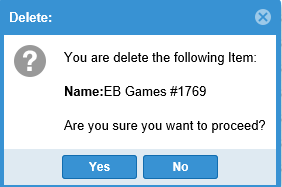 Delete:
?
You are delete the following Item:
Name:EB Games #1769
Are you sure you want to proceed?
Yes No